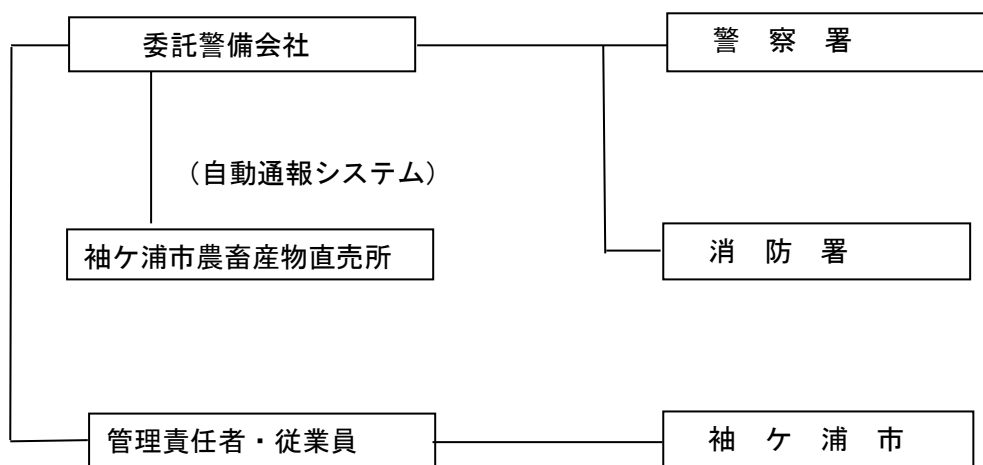 委託警備会社
警　察　署
（自動通報システム）
袖ケ浦市農畜産物直売所
消　防　署
管理責任者・従業員
袖　ケ　浦　市